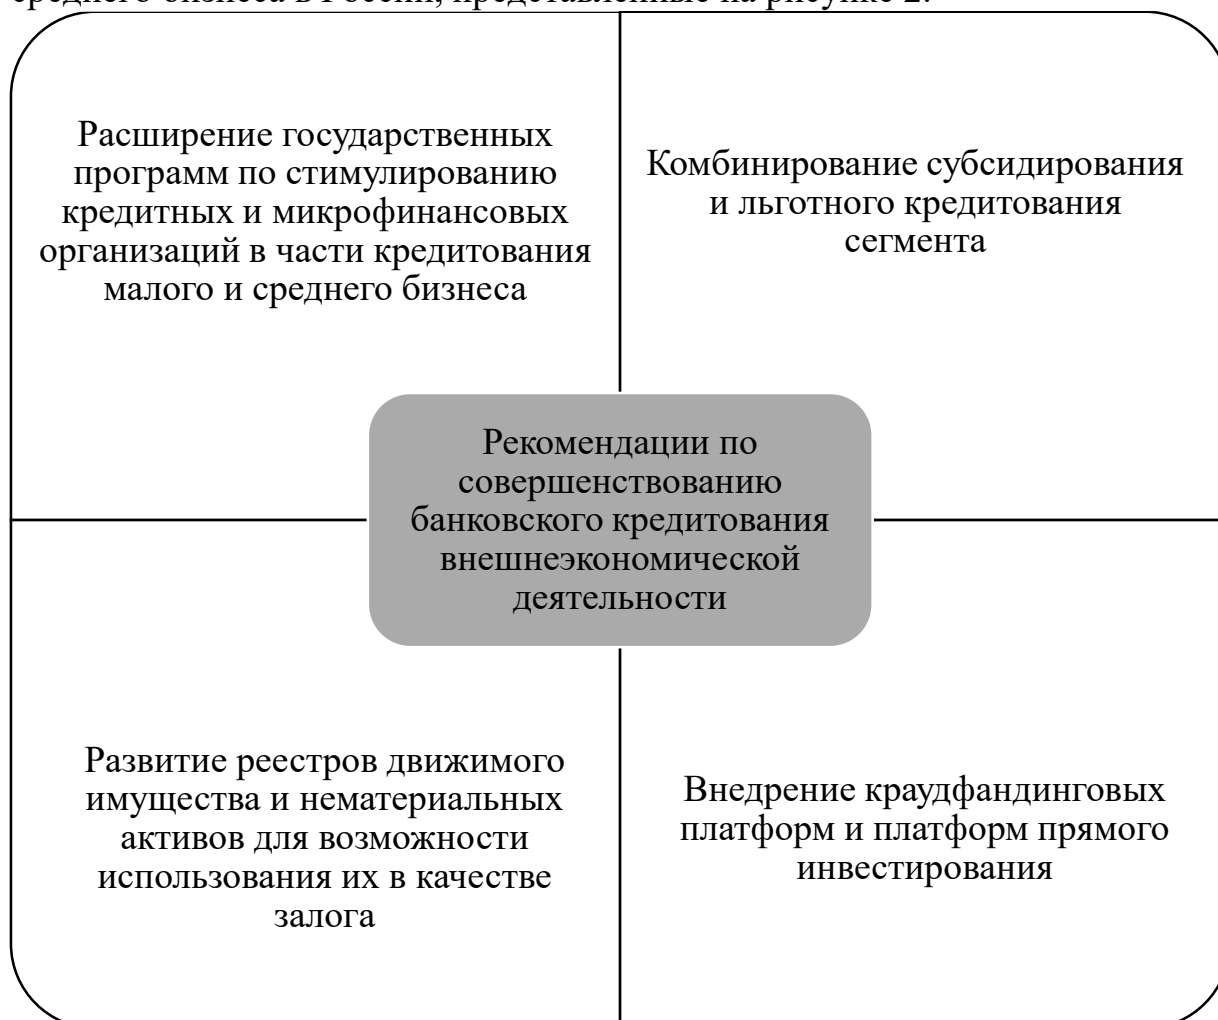 среднего бизнеса в России, представленные на рисунке 2.
Расширение государственных
программ по стимулированию
кредитных и микрофинансовых
организаций в части кредитования
малого и среднего бизнеса
Комбинирование субсидирования
и льготного кредитования
сегмента
Рекомендации по
совершенствованию
банковского кредитования
внешнеэкономической
деятельности
Развитие реестров движимого
имущества и нематериальных
активов для возможности
использования их в качестве
залога
Внедрение краудфандинговых
платформ и платформ прямого
инвестирования